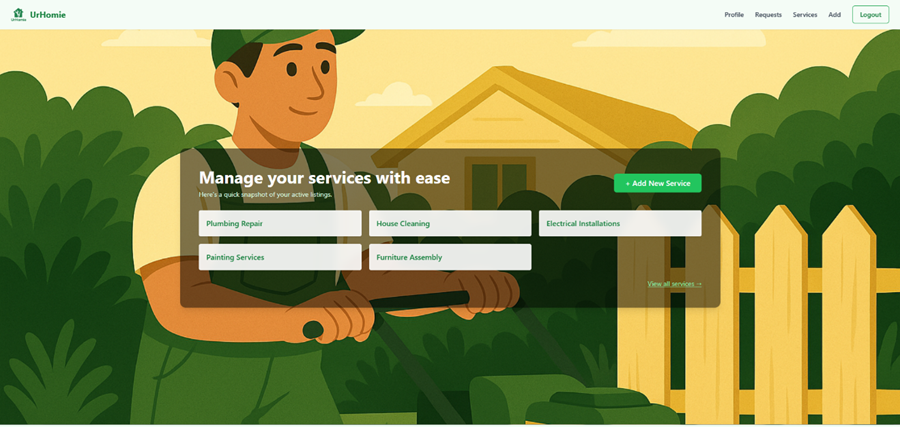 UrHomie
UrHomie
Profile
Requests
Services
Add
Logout
Manage your services with ease
Here's a quick snapshot of your active listings.
+ Add New Service
Plumbing Repair
House Cleaning
Electrical Installations
Painting Services
Furniture Assembly
View all services →